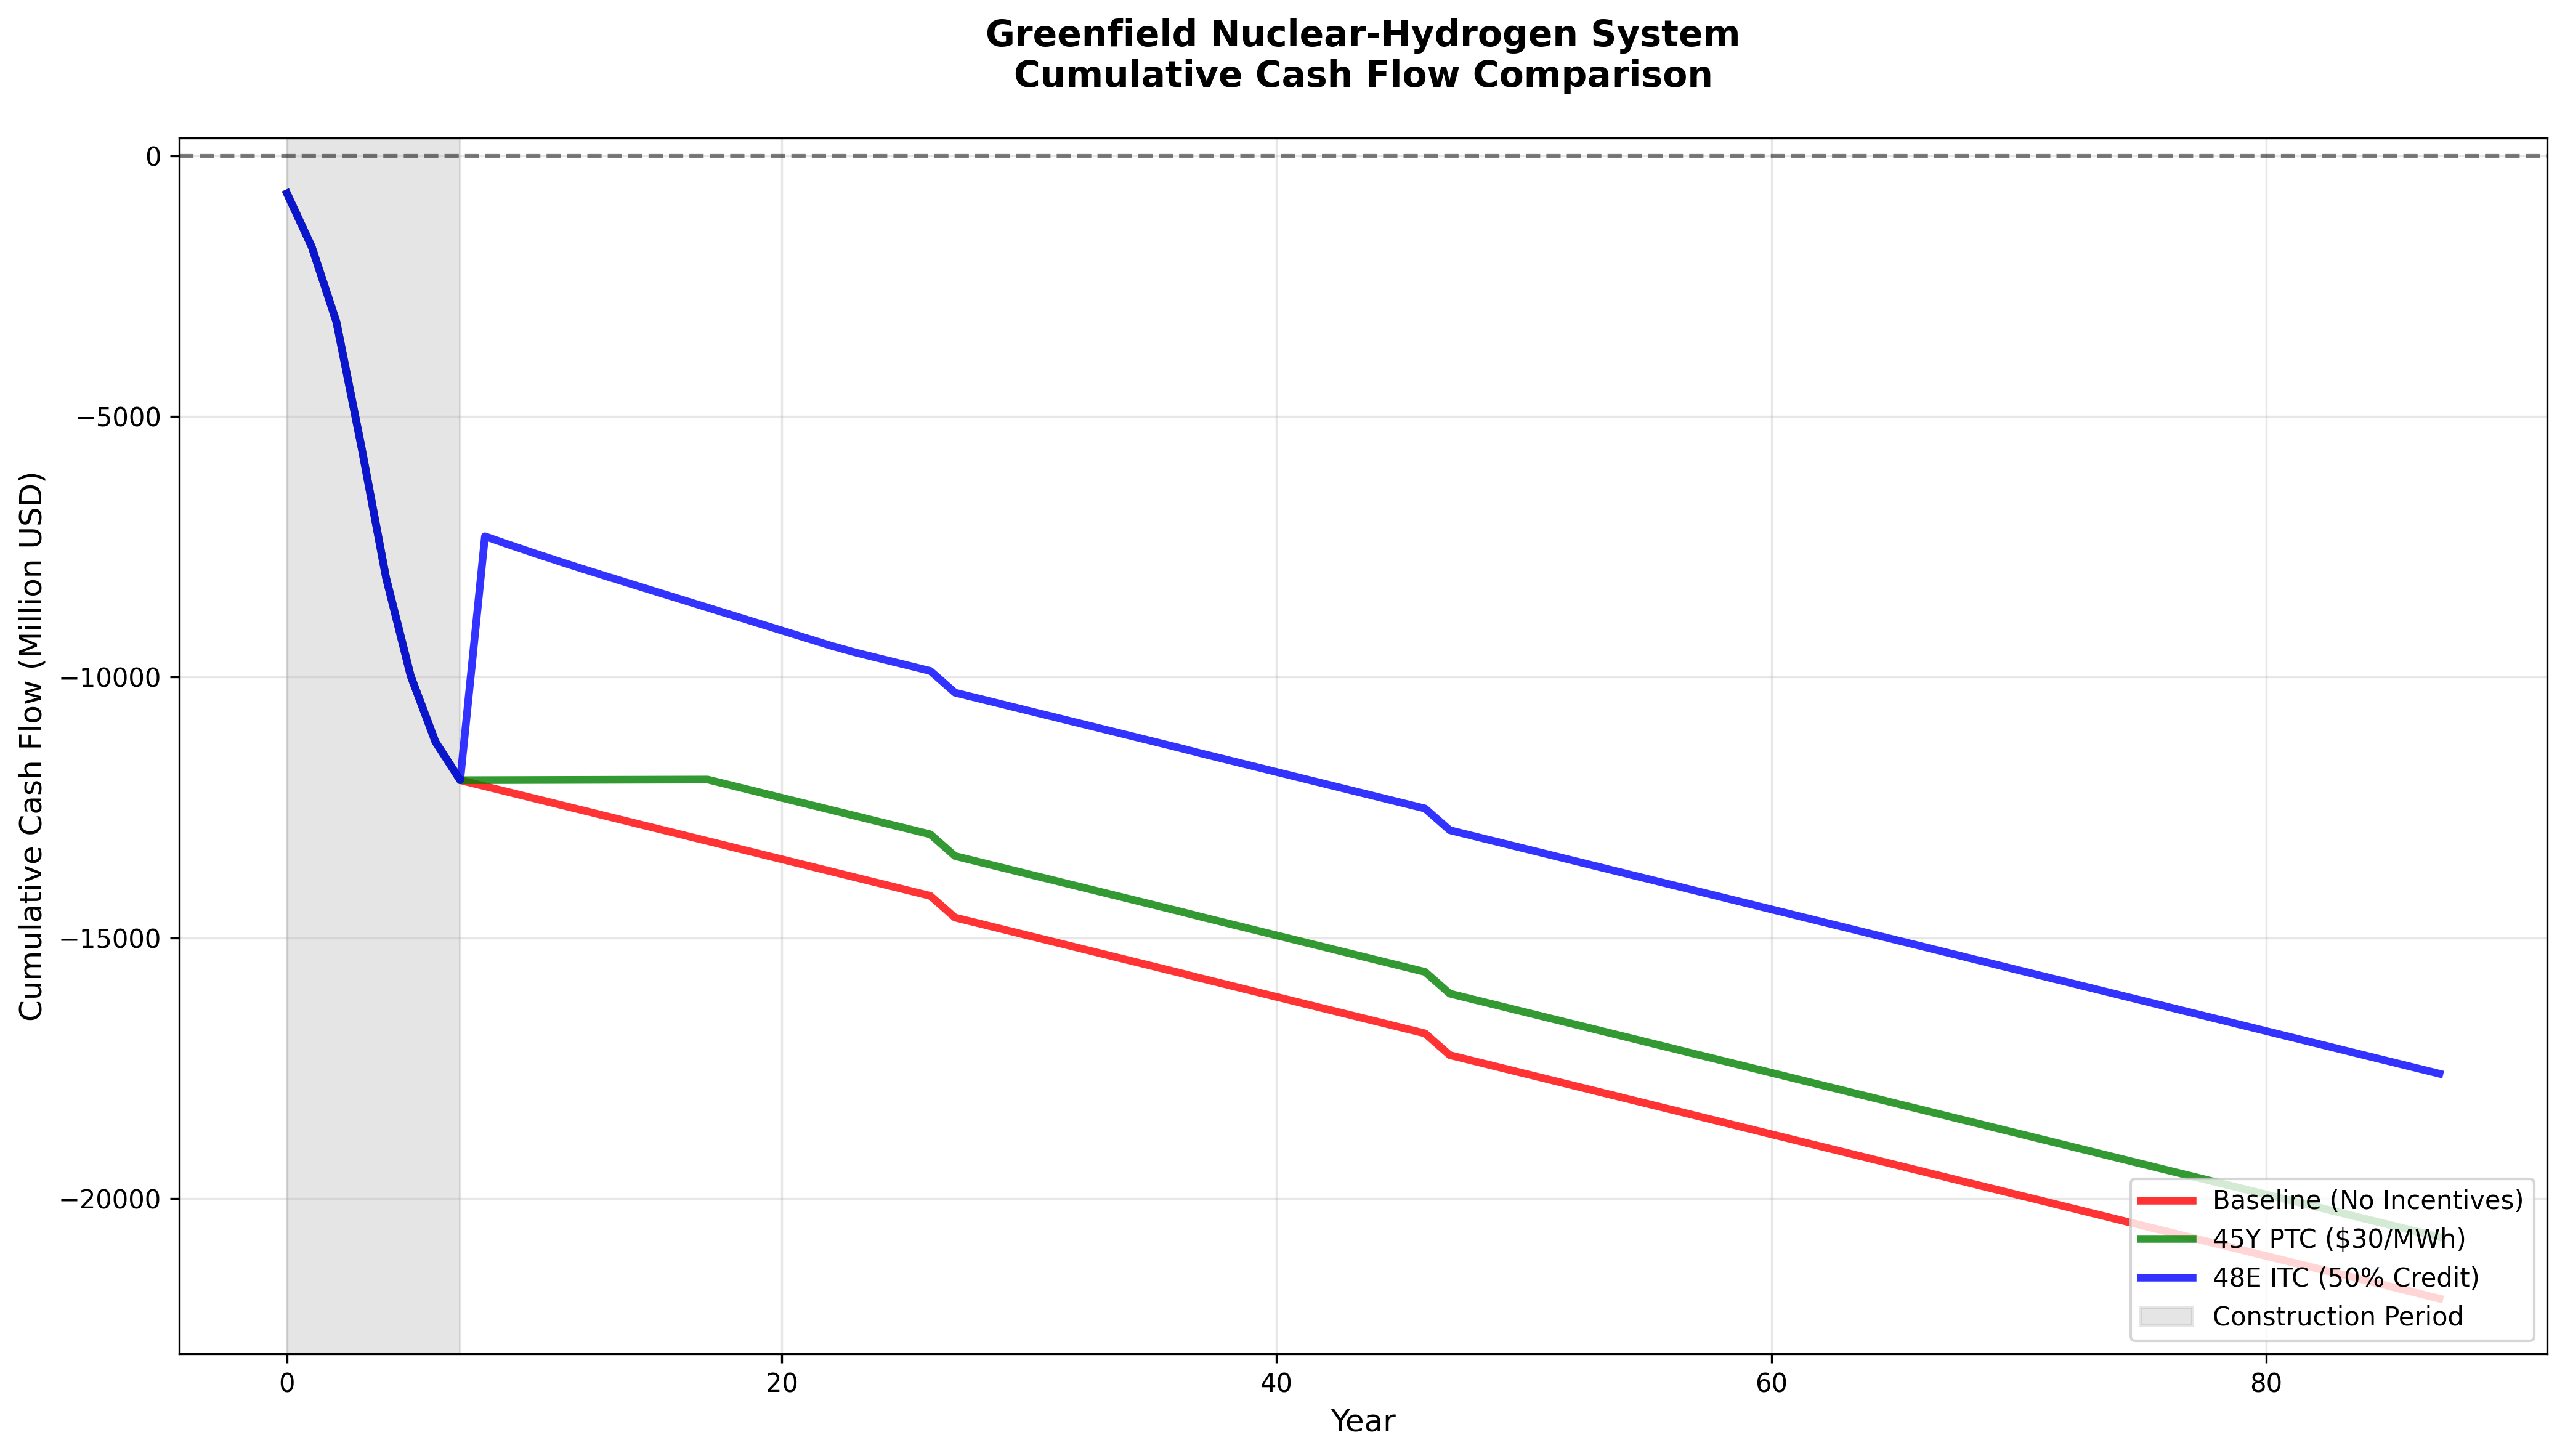 Greenfield Nuclear-Hydrogen System
Cumulative Cash Flow Comparison
Cumulative Cash Flow (Million USD)
0
−5000
−10000
−15000
−20000
0
20
40
60
80
Year
Baseline (No Incentives)
45Y PTC ($30/MWh)
48E ITC (50% Credit)
Construction Period